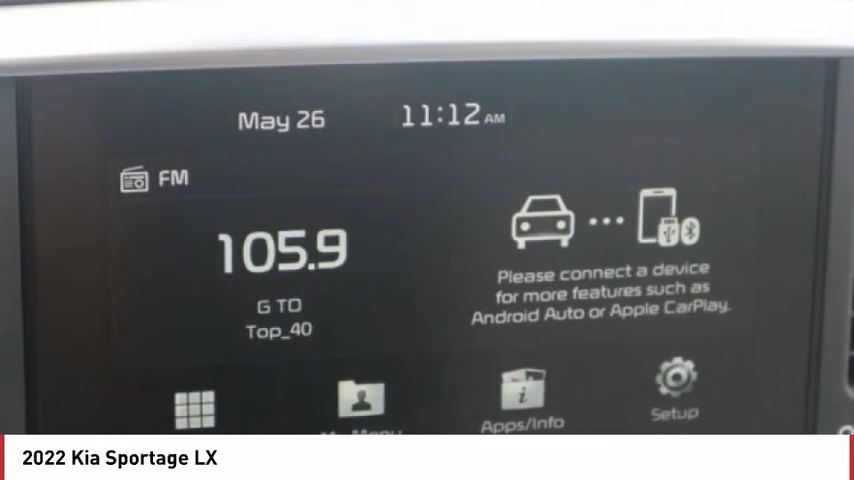 May 26 11:12 AM
FM
105.9
G TO
Top_40
Please connect a device
for more features such as
Android Auto or Apple CarPlay.
Apps/Info
Setup
2022 Kia Sportage LX